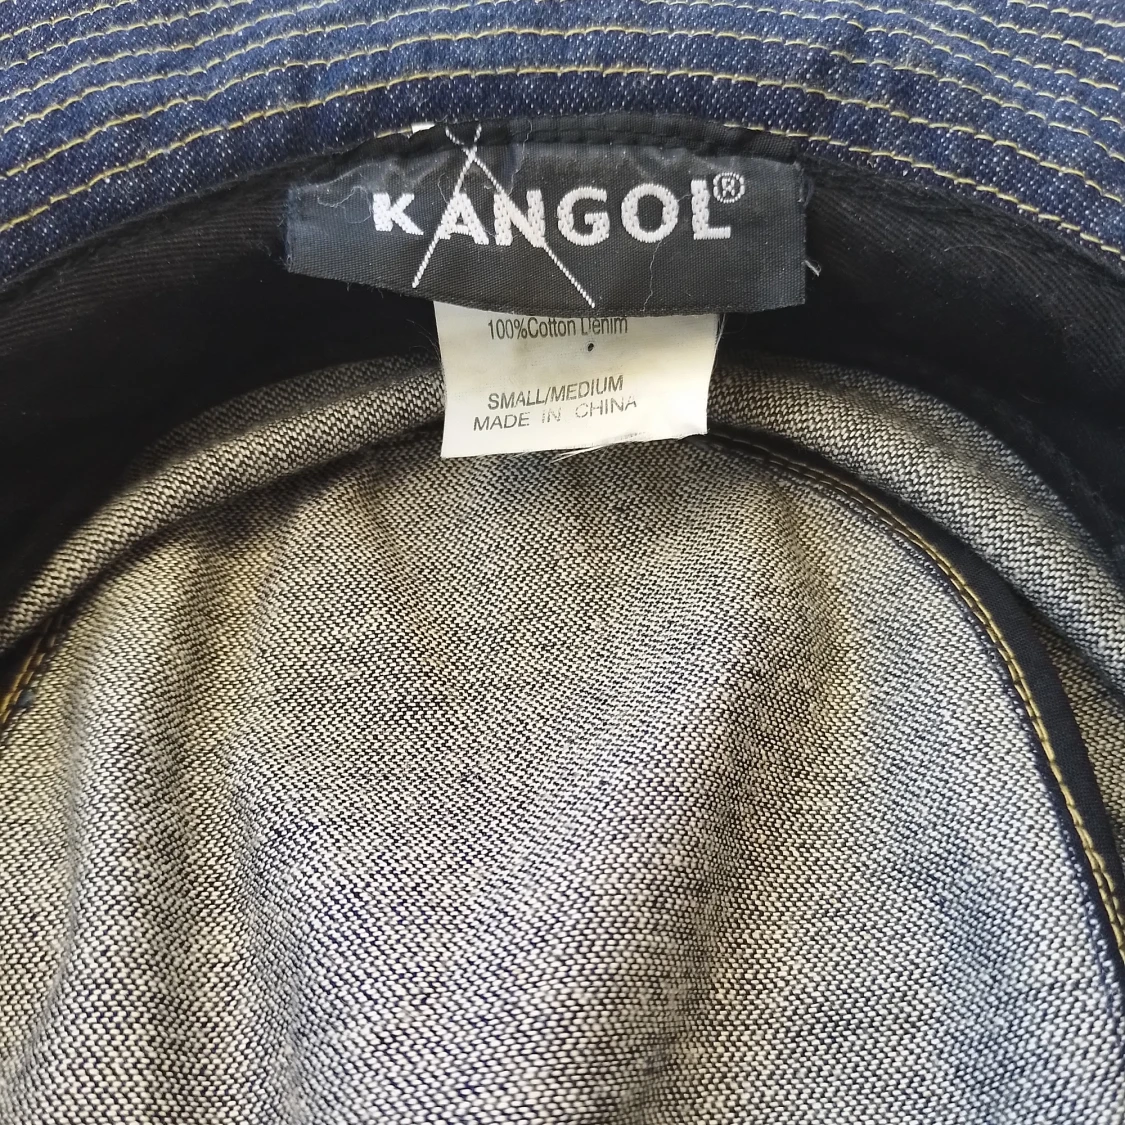 KANGOL®
100%Cotton Denim
SMALL/MEDIUM
MADE IN CHINA